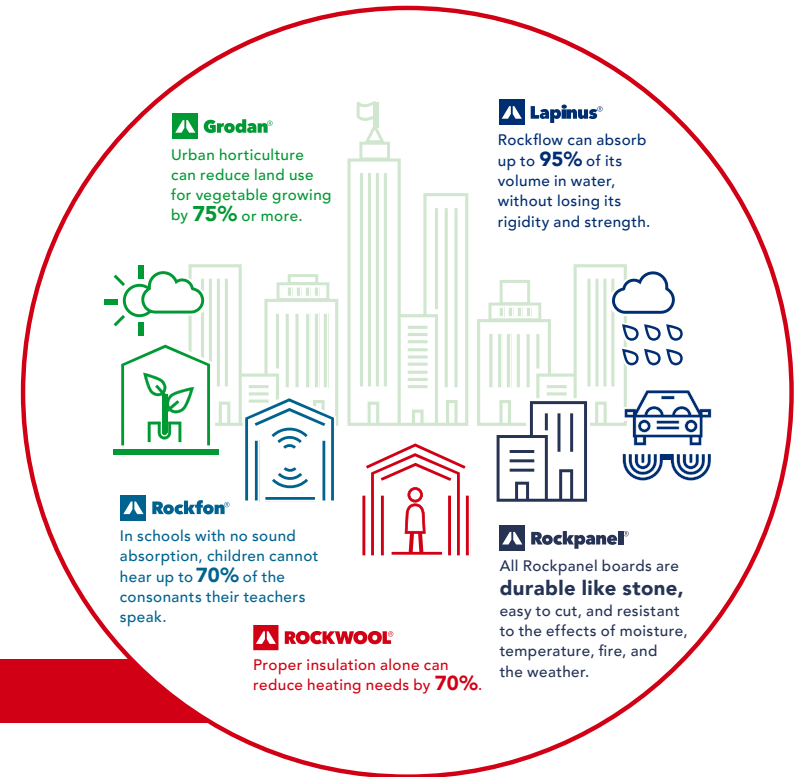 Grodan®
Urban horticulture
can reduce land use
for vegetable growing
by 75% or more.
Lapinus®
Rockflow can absorb
up to 95% of its
volume in water,
without losing its
rigidity and strength.
Rockfon®
In schools with no sound
absorption, children cannot
hear up to 70% of the
consonants their teachers
speak.
ROCKWOOL®
Proper insulation alone can
reduce heating needs by 70%.
Rockpanel®
All Rockpanel boards are
durable like stone,
easy to cut, and resistant
to the effects of moisture,
temperature, fire, and
the weather.